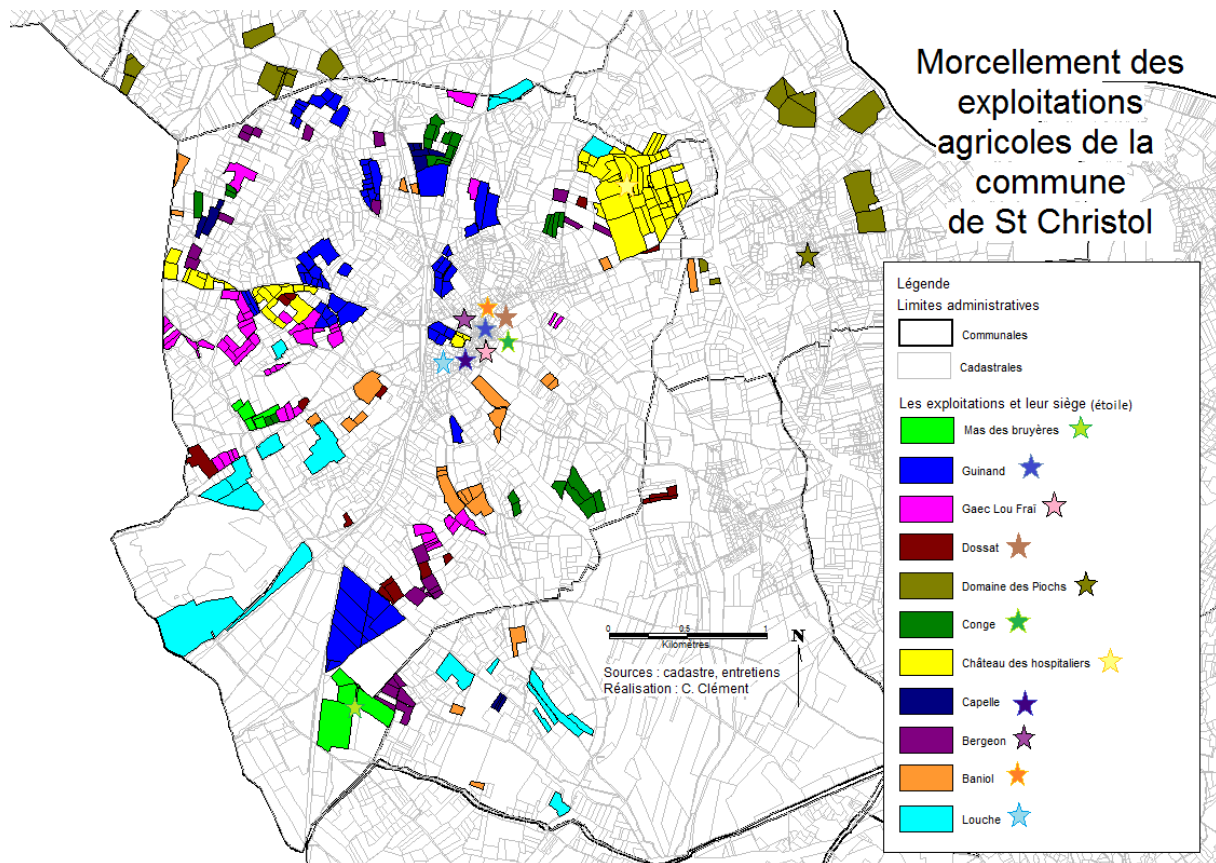 Morcellement des
exploitations
agricoles de la
commune
de St Christol
Légende
Limites administratives
Communales
Cadastrales
Les exploitations et leur siège (étoile)
Mas des bruyères
Guinand
Gaec Lou Fraï
Dossat
Domaine des Piochs
Conge
Château des hospitaliers
Capelle
Bergeon
Baniol
Louche
0 0.5 1
Kilomètres
N
Sources : cadastre, entretiens
Réalisation : C. Clément